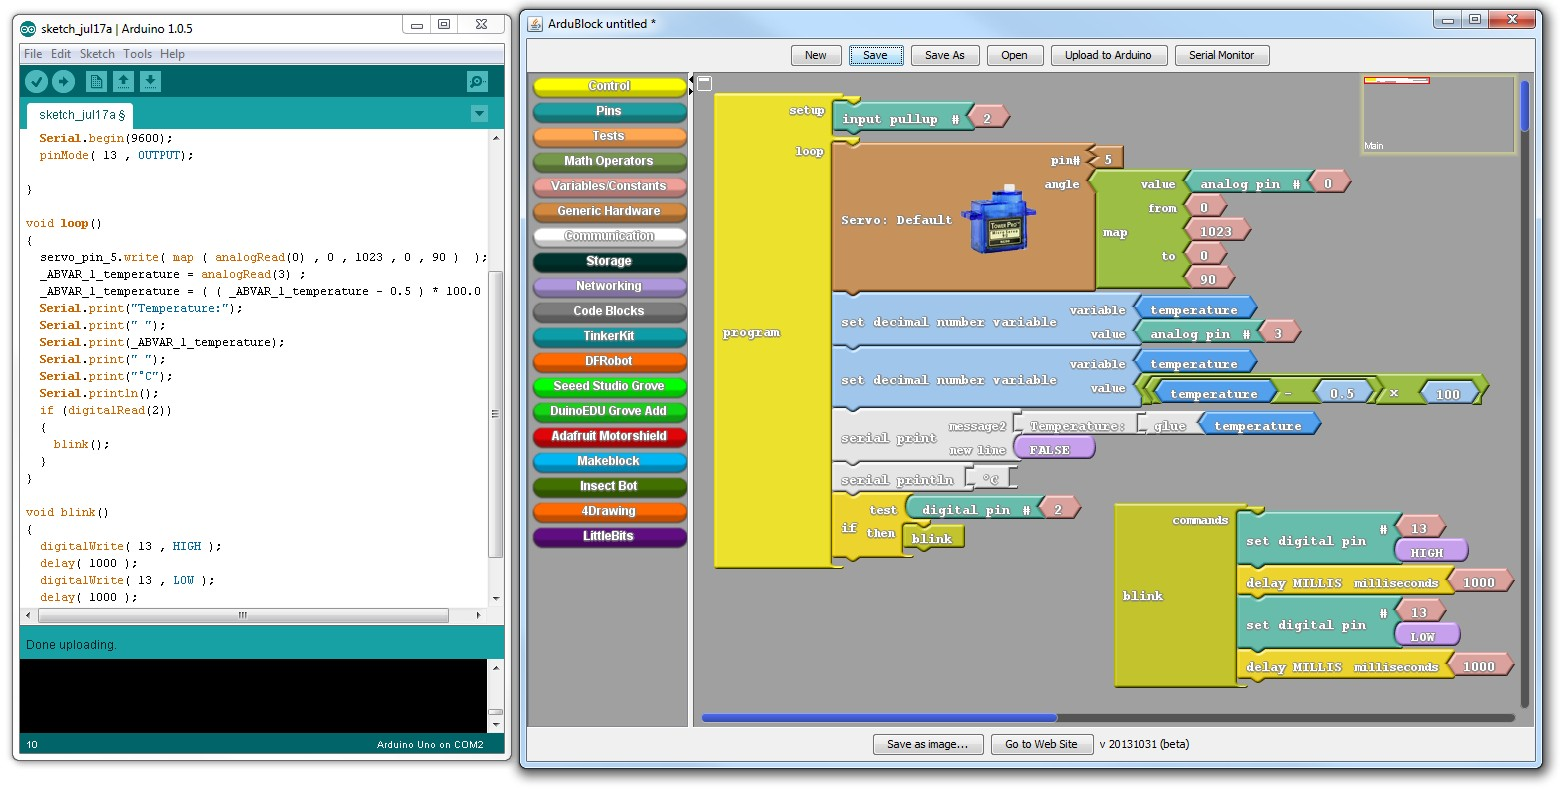 sketch_jul17a | Arduino 1.0.5
File Edit Sketch Tools Help
sketch_jul17a §
Serial.begin(9600);
pinMode( 13 , OUTPUT);
}
void loop()
{
servo_pin_5.write( map ( analogRead(0) , 0 , 1023 , 0 , 90 ) );
_ABVAR_1_temperature = analogRead(3) ;
_ABVAR_1_temperature = ( ( _ABVAR_1_temperature - 0.5 ) * 100.0
Serial.print("Temperature:");
Serial.print(" ");
Serial.print(_ABVAR_1_temperature);
Serial.print(" ");
Serial.print("°C");
Serial.println();
if (digitalRead(2))
{
blink();
}
}
void blink()
{
digitalWrite( 13 , HIGH );
delay( 1000 );
digitalWrite( 13 , LOW );
delay( 1000 );
Done uploading.
10
Arduino Uno on COM2
ArduBlock untitled *
New Save Save As Open Upload to Arduino Serial Monitor
Control
Pins
Tests
Math Operators
Variables/Constants
Generic Hardware
Communication
Storage
Networking
Code Blocks
TinkerKit
DFRobot
Seeed Studio Grove
DuinoEDU Grove Add
Adafruit Motorshield
Makeblock
Insect Bot
4Drawing
LittleBits
program
setup
input pullup # 2
loop
Servo: Default
pin# 5
angle
map
value analog pin # 0
from 0
1023
to 0
90
set decimal number variable
variable temperature
value analog pin # 3
set decimal number variable
variable temperature
value temperature - 0.5 x 100
serial print
message2 Temperature: glue temperature
new line FALSE
serial println °C
if
test digital pin # 2
then blink
blink
commands
set digital pin # 13
HIGH
delay MILLIS milliseconds 1000
set digital pin # 13
LOW
delay MILLIS milliseconds 1000
Main
TOWER PRO
Save as image... Go to Web Site v 20131031 (beta)